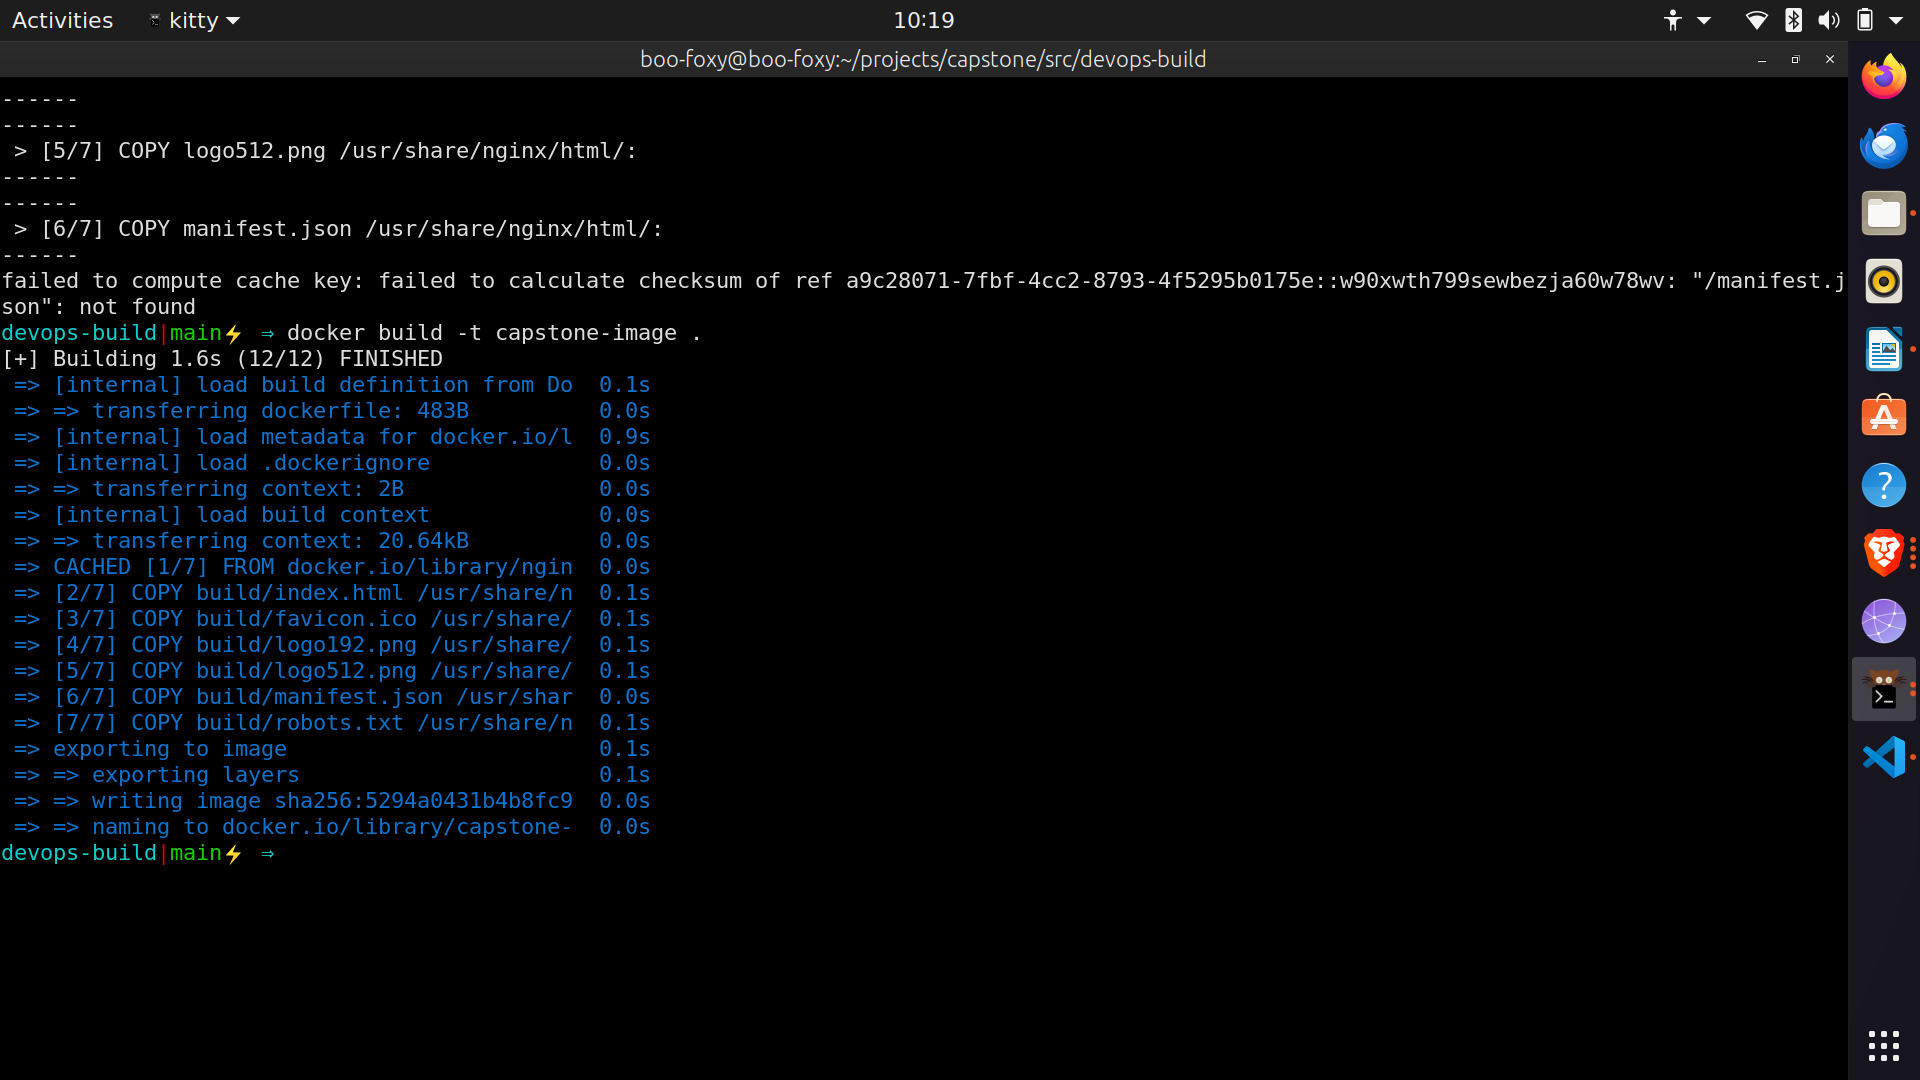 Activities
kitty
10:19
boo-foxy@boo-foxy:~/projects/capstone/src/devops-build
------
------
 > [5/7] COPY logo512.png /usr/share/nginx/html/:
------
------
 > [6/7] COPY manifest.json /usr/share/nginx/html/:
------
failed to compute cache key: failed to calculate checksum of ref a9c28071-7fbf-4cc2-8793-4f5295b0175e::w90xwth799sewbezja60w78wv: "/manifest.j
son": not found
devops-build|main⚡ ⇒ docker build -t capstone-image .
[+] Building 1.6s (12/12) FINISHED
 => [internal] load build definition from Do  0.1s
 => => transferring dockerfile: 483B          0.0s
 => [internal] load metadata for docker.io/l  0.9s
 => [internal] load .dockerignore             0.0s
 => => transferring context: 2B               0.0s
 => [internal] load build context             0.0s
 => => transferring context: 20.64kB          0.0s
 => CACHED [1/7] FROM docker.io/library/ngin  0.0s
 => [2/7] COPY build/index.html /usr/share/n  0.1s
 => [3/7] COPY build/favicon.ico /usr/share/  0.1s
 => [4/7] COPY build/logo192.png /usr/share/  0.1s
 => [5/7] COPY build/logo512.png /usr/share/  0.1s
 => [6/7] COPY build/manifest.json /usr/shar  0.0s
 => [7/7] COPY build/robots.txt /usr/share/n  0.1s
 => exporting to image                        0.1s
 => => exporting layers                       0.1s
 => => writing image sha256:5294a0431b4b8fc9  0.0s
 => => naming to docker.io/library/capstone-  0.0s
devops-build|main⚡ ⇒